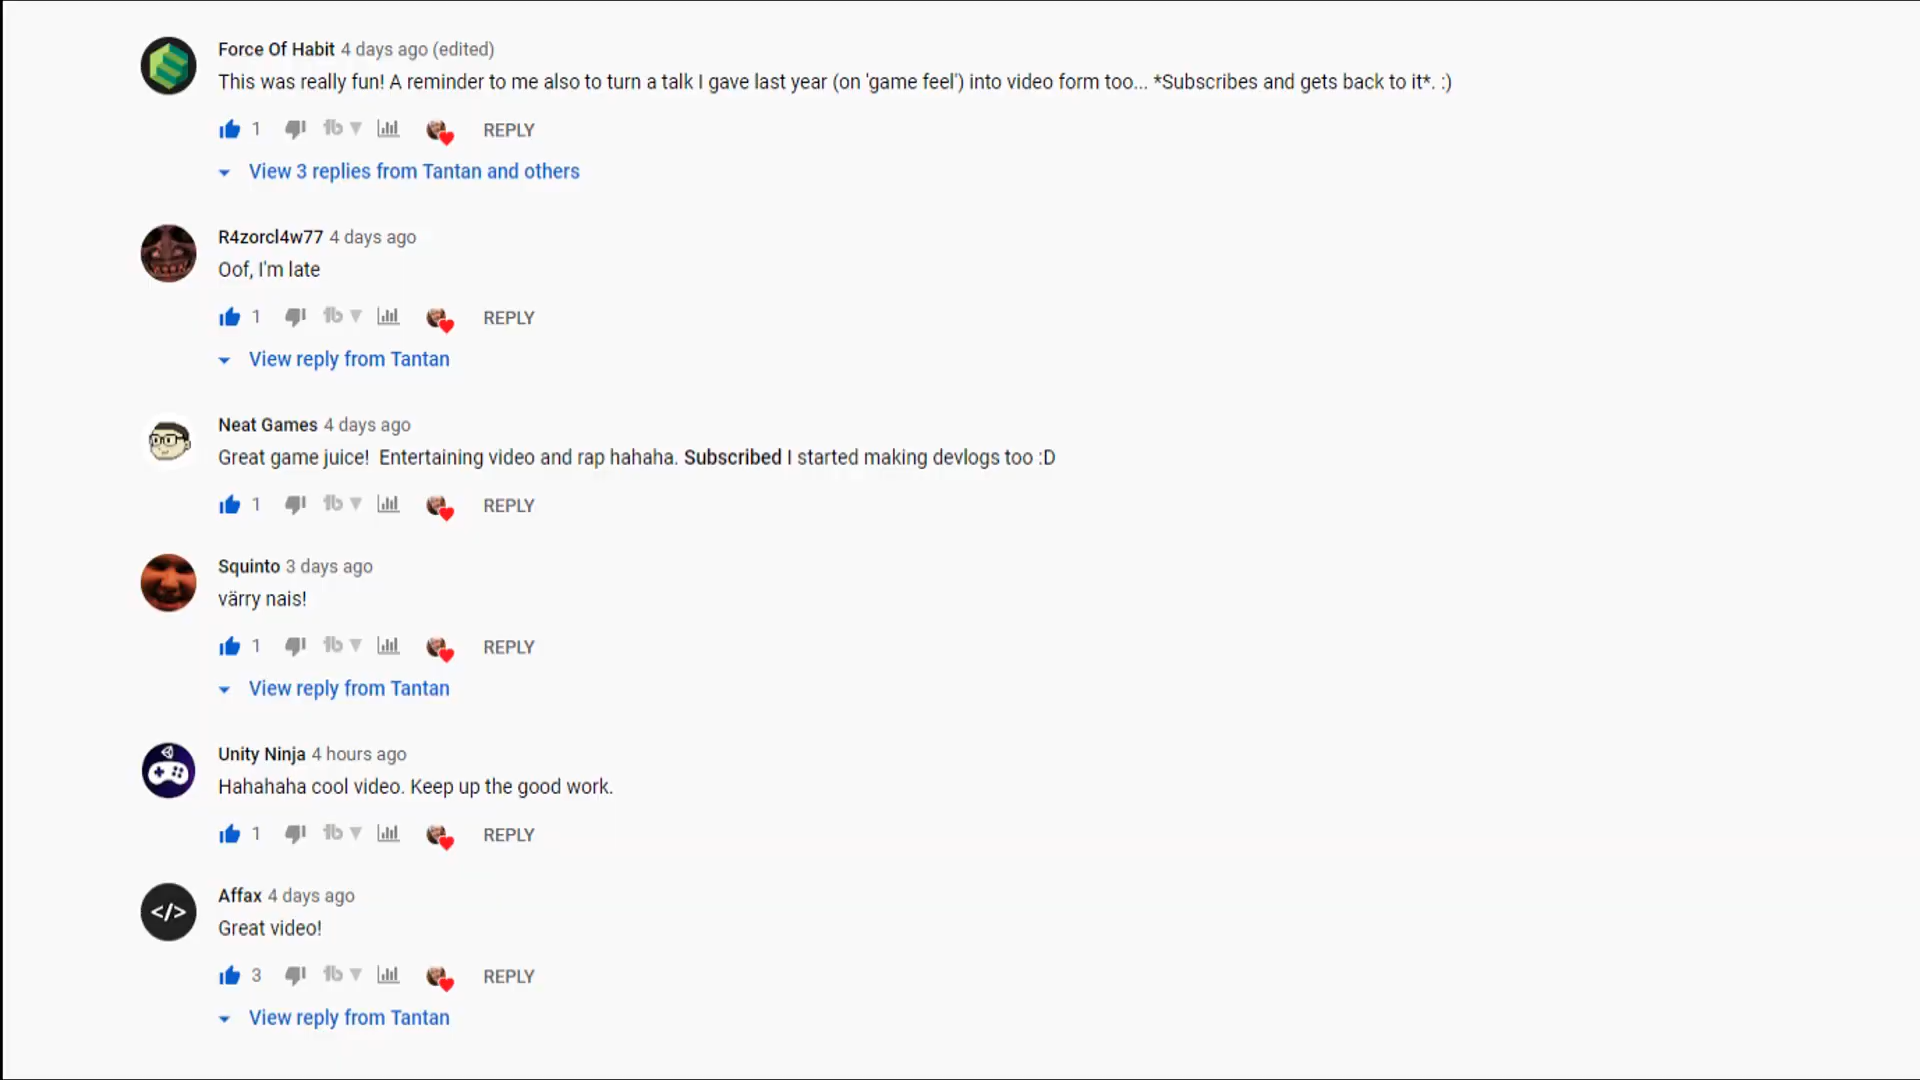 Force Of Habit 4 days ago (edited)
This was really fun! A reminder to me also to turn a talk I gave last year (on 'game feel') into video form too... *Subscribes and gets back to it*. :)
1 REPLY
View 3 replies from Tantan and others
R4zorcl4w77 4 days ago
Oof, I'm late
1 REPLY
View reply from Tantan
Neat Games 4 days ago
Great game juice!  Entertaining video and rap hahaha. Subscribed I started making devlogs too :D
1 REPLY
Squinto 3 days ago
värry nais!
1 REPLY
View reply from Tantan
Unity Ninja 4 hours ago
Hahahaha cool video. Keep up the good work.
1 REPLY
Affax 4 days ago
</>
Great video!
3 REPLY
View reply from Tantan